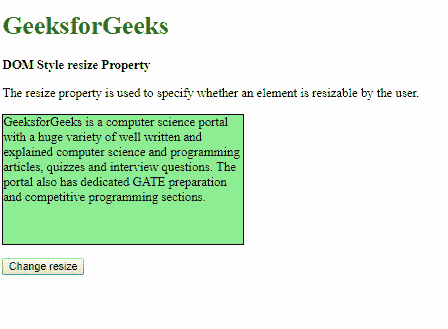 GeeksforGeeks
DOM Style resize Property
The resize property is used to specify whether an element is resizable by the user.
GeeksforGeeks is a computer science portal
with a huge variety of well written and
explained computer science and programming
articles, quizzes and interview questions. The
portal also has dedicated GATE preparation
and competitive programming sections.
Change resize